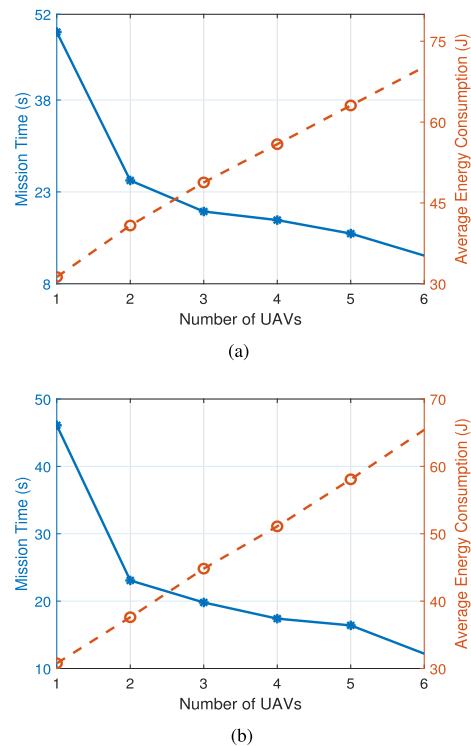 52
38
23
8
Mission Time (s)
75
60
45
30
Average Energy Consumption (J)
1 2 3 4 5 6
Number of UAVs
(a)
50
40
30
20
10
Mission Time (s)
70
60
50
40
30
Average Energy Consumption (J)
1 2 3 4 5 6
Number of UAVs
(b)